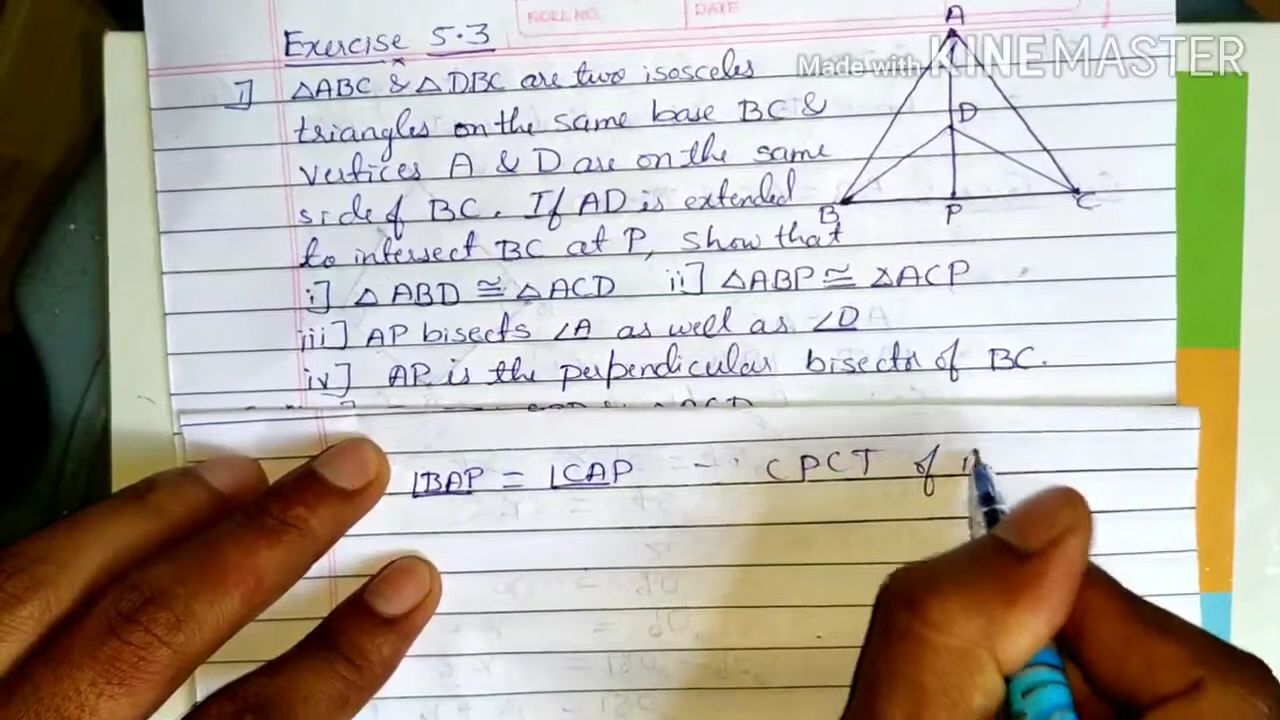 ROLL NO.
DATE
Exercise 5.3
1] △ABC & △DBC are two isosceles
triangles on the same base BC &
vertices A & D are on the same
side of BC. If AD is extended
to intersect BC at P, show that
i] △ABD ≅ △ACD ii] △ABP ≅ △ACP
iii] AP bisects ∠A as well as ∠D
iv] AP is the perpendicular bisector of BC.
A
D
B
P
C
Made with KINEMASTER
∠BAP = ∠CAP -- CPCT of